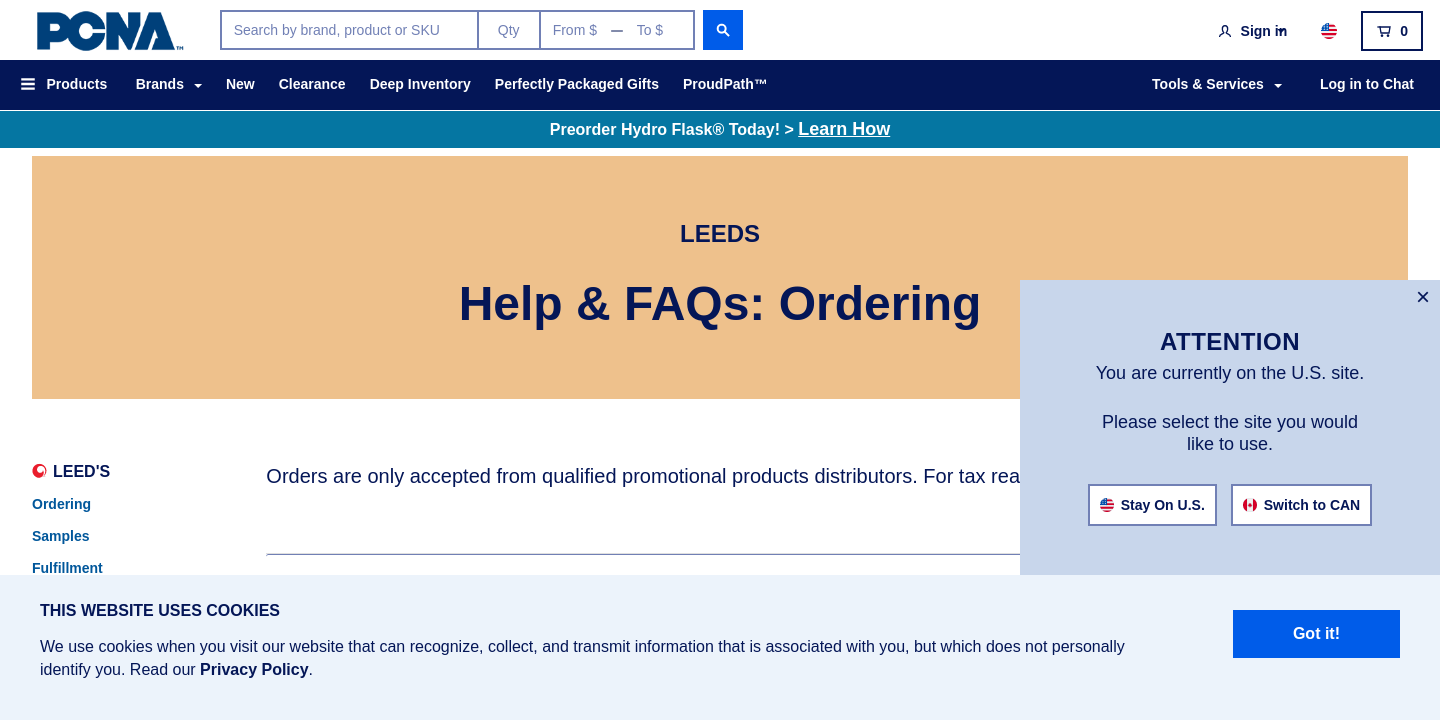 PCNA™
Search by brand, product or SKU
Qty
From $ — To $
Sign in
0
Products
Brands
New
Clearance
Deep Inventory
Perfectly Packaged Gifts
ProudPath™
Tools & Services
Log in to Chat
Preorder Hydro Flask® Today! > Learn How
LEEDS
Help & FAQs: Ordering
×
ATTENTION
You are currently on the U.S. site.
Please select the site you would
like to use.
Stay On U.S.
Switch to CAN
LEED'S
Ordering
Samples
Fulfillment
Orders are only accepted from qualified promotional products distributors. For tax rea
THIS WEBSITE USES COOKIES
We use cookies when you visit our website that can recognize, collect, and transmit information that is associated with you, but which does not personally
identify you. Read our Privacy Policy.
Got it!